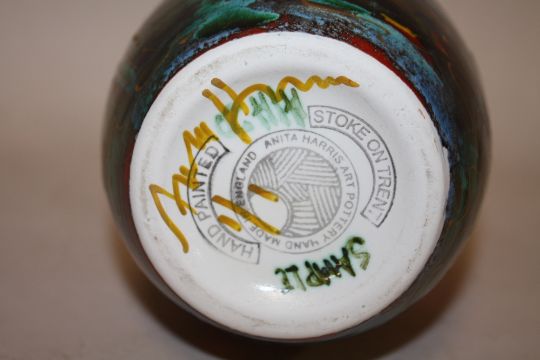 STOKE ON TRENT
HAND PAINTED
ANITA HARRIS ART POTTERY HAND MADE
ENGLAND
SAMPLE